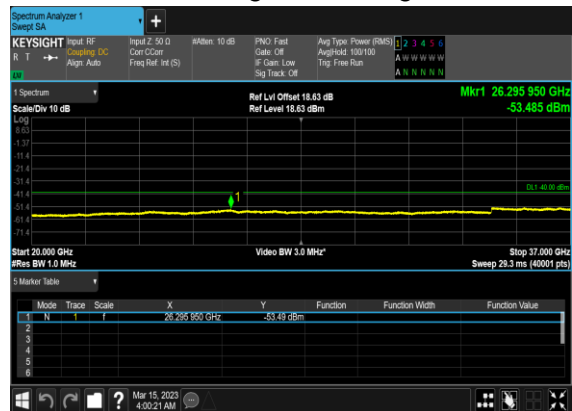 Spectrum Analyzer 1
Swept SA
+
KEYSIGHT Input: RF Input Z: 50 Ω #Atten: 10 dB PNO: Fast Avg Type: Power (RMS) 1 2 3 4 5 6
R T Coupling: DC Corr CCorr Gate: Off Avg|Hold: 100/100 A W W W W W
Align: Auto Freq Ref: Int (S) IF Gain: Low Trig: Free Run
Sig Track: Off A N N N N N
1 Spectrum Ref Lvl Offset 18.63 dB Mkr1 26.295 950 GHz
Scale/Div 10 dB Ref Level 18.63 dBm -53.485 dBm
Log
8.63
-1.37
-11.4
-21.4
-31.4
-41.4 DL1 -40.00 dBm
1
-51.4
-61.4
-71.4
Start 20.000 GHz Video BW 3.0 MHz* Stop 37.000 GHz
#Res BW 1.0 MHz Sweep 29.3 ms (40001 pts)
5 Marker Table
Mode Trace Scale X Y Function Function Width Function Value
1 N 1 f 26.295 950 GHz -53.49 dBm
2
3
4
5
6
? Mar 15, 2023
4:00:21 AM